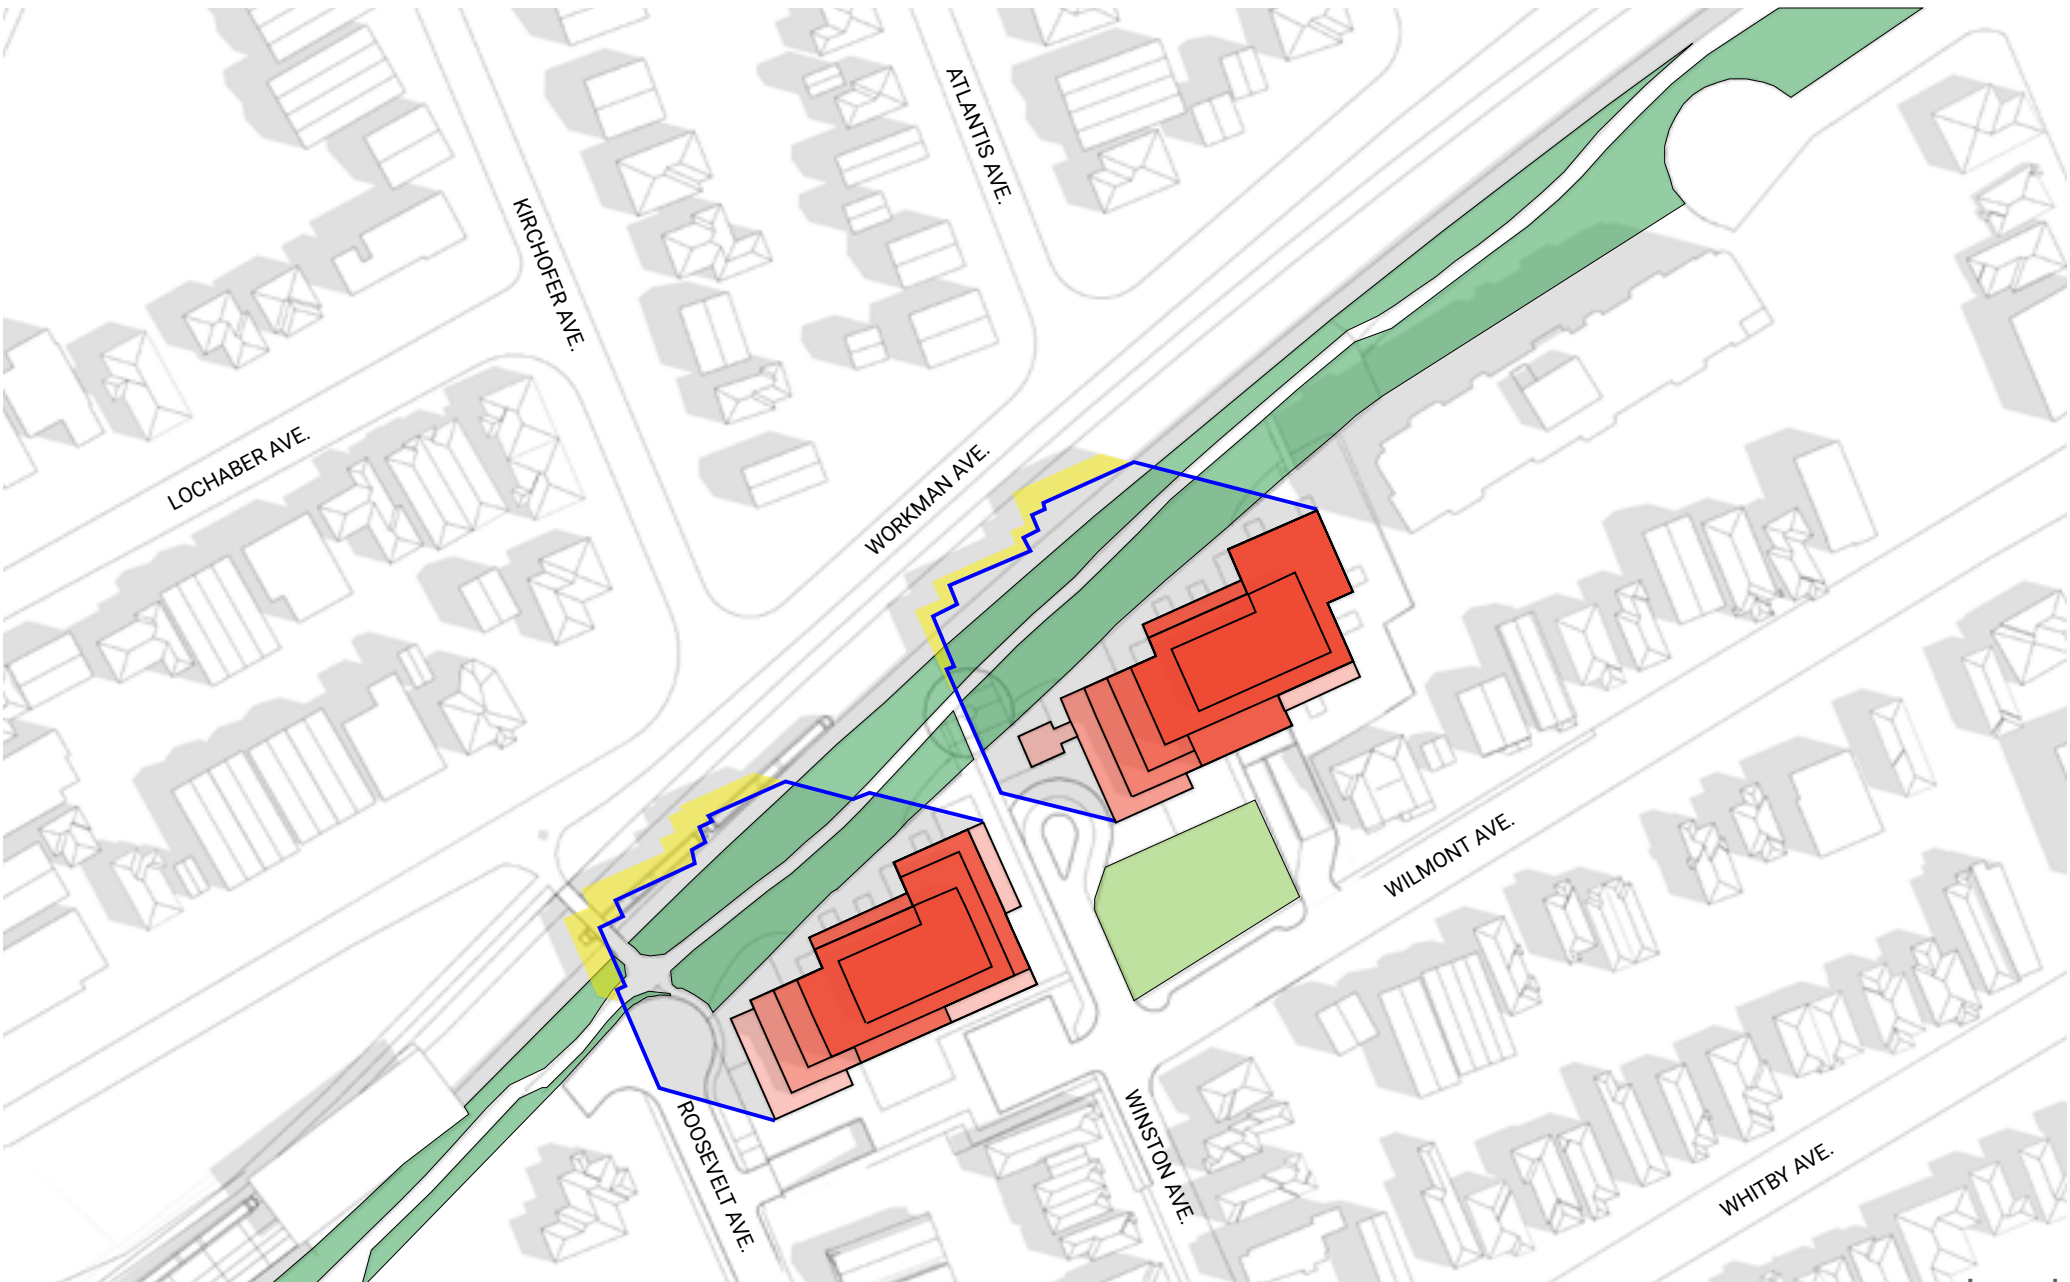 ATLANTIS AVE.
KIRCHOFER AVE.
LOCHABER AVE.
WORKMAN AVE.
WILMONT AVE.
ROOSEVELT AVE.
WINSTON AVE.
WHITBY AVE.